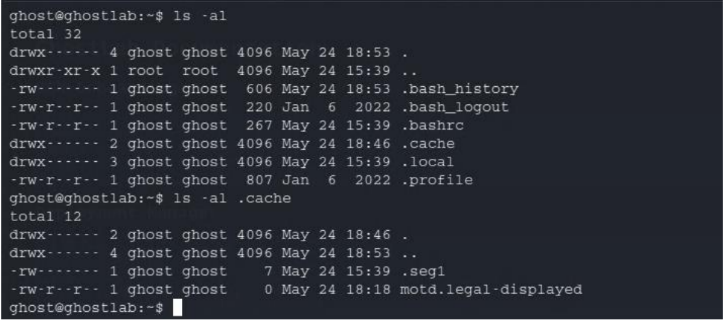 ghost@ghostlab:~$ ls -al
total 32
drwx------ 4 ghost ghost 4096 May 24 18:53 .
drwxr-xr-x 1 root  root  4096 May 24 15:39 ..
-rw------- 1 ghost ghost  606 May 24 18:53 .bash_history
-rw-r--r-- 1 ghost ghost  220 Jan  6  2022 .bash_logout
-rw-r--r-- 1 ghost ghost  267 May 24 15:39 .bashrc
drwx------ 2 ghost ghost 4096 May 24 18:46 .cache
drwx------ 3 ghost ghost 4096 May 24 15:39 .local
-rw-r--r-- 1 ghost ghost  807 Jan  6  2022 .profile
ghost@ghostlab:~$ ls -al .cache
total 12
drwx------ 2 ghost ghost 4096 May 24 18:46 .
drwx------ 4 ghost ghost 4096 May 24 18:53 ..
-rw------- 1 ghost ghost    7 May 24 15:39 .seg1
-rw-r--r-- 1 ghost ghost    0 May 24 18:18 motd.legal-displayed
ghost@ghostlab:~$